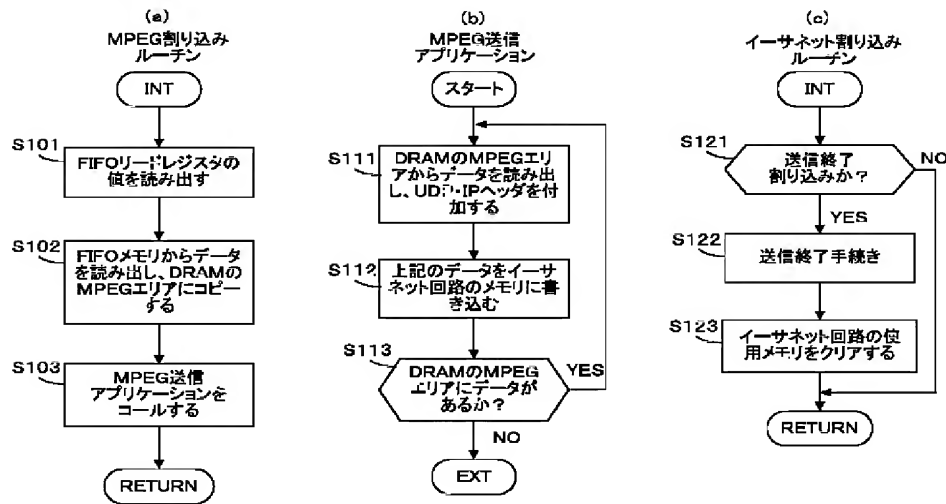 (a)
MPEG割り込み
ルーチン
INT
S101
FIFOリードレジスタの
値を読み出す
S102
FIFOメモリからデータ
を読み出し、DRAMの
MPEGエリアにコピー
する
S103
MPEG送信
アプリケーションを
コールする
RETURN
(b)
MPEG送信
アプリケーション
スタート
S111
DRAMのMPEGエリ
アからデータを読み出
し、UDP・IPヘッダを付
加する
S112
上記のデータをイーサ
ネット回路のメモリに書
き込む
S113
DRAMのMPEG
エリアにデータが
あるか？
YES
NO
EXT
(c)
イーサネット割り込み
ルーチン
INT
S121
送信終了
割り込みか？
NO
YES
S122
送信終了手続き
S123
イーサネット回路の使
用メモリをクリアする
RETURN